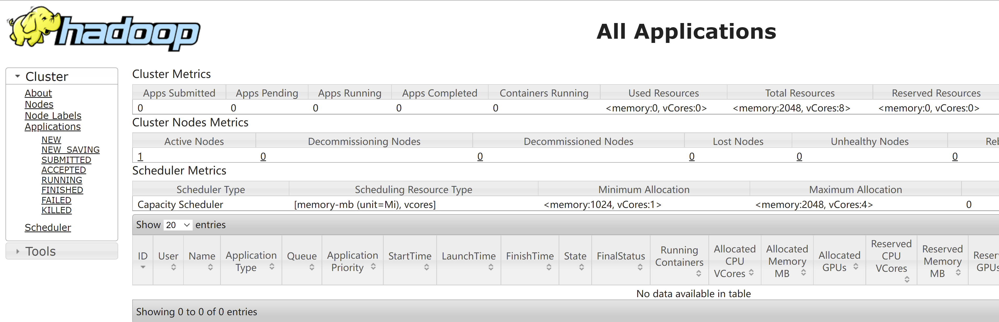 hadoop
All Applications
Cluster
About
Nodes
Node Labels
Applications
NEW
NEW_SAVING
SUBMITTED
ACCEPTED
RUNNING
FINISHED
FAILED
KILLED
Scheduler
Tools
Cluster Metrics
Apps Submitted Apps Pending Apps Running Apps Completed Containers Running Used Resources Total Resources Reserved Resources
0 0 0 0 0 <memory:0, vCores:0> <memory:2048, vCores:8> <memory:0, vCores:0>
Cluster Nodes Metrics
Active Nodes Decommissioning Nodes Decommissioned Nodes Lost Nodes Unhealthy Nodes
1 0 0 0 0 0
Scheduler Metrics
Scheduler Type Scheduling Resource Type Minimum Allocation Maximum Allocation
Capacity Scheduler [memory-mb (unit=Mi), vcores] <memory:1024, vCores:1> <memory:2048, vCores:4> 0
Show 20 entries
ID
User
Name
Application
Type
Queue
Application
Priority
StartTime
LaunchTime
FinishTime
State
FinalStatus
Running
Containers
Allocated
CPU
VCores
Allocated
Memory
MB
Allocated
GPUs
Reserved
CPU
VCores
Reserved
Memory
MB
GPUs
No data available in table
Showing 0 to 0 of 0 entries